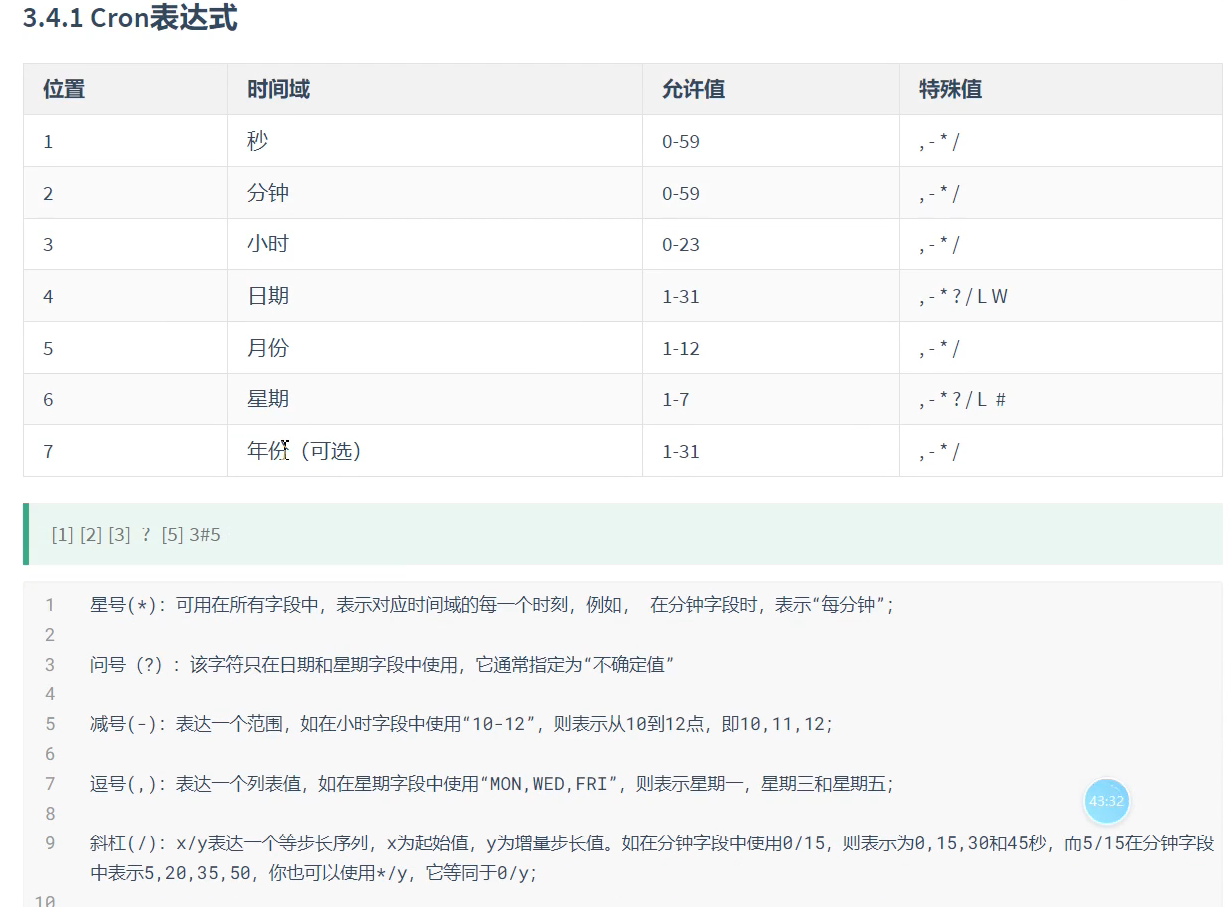 3.4.1 Cron表达式
位置 时间域 允许值 特殊值
1 秒 0-59 , - * /
2 分钟 0-59 , - * /
3 小时 0-23 , - * /
4 日期 1-31 , - * ? / L W
5 月份 1-12 , - * /
6 星期 1-7 , - * ? / L #
7 年份（可选） 1-31 , - * /
[1] [2] [3] ？ [5] 3#5
1 星号(*)：可用在所有字段中，表示对应时间域的每一个时刻，例如， 在分钟字段时，表示“每分钟”；
2
3 问号（?）：该字符只在日期和星期字段中使用，它通常指定为“不确定值”
4
5 减号(-)：表达一个范围，如在小时字段中使用“10-12”，则表示从10到12点，即10,11,12；
6
7 逗号(,)：表达一个列表值，如在星期字段中使用“MON,WED,FRI”，则表示星期一，星期三和星期五；
8
43:32
9 斜杠(/)：x/y表达一个等步长序列，x为起始值，y为增量步长值。如在分钟字段中使用0/15，则表示为0,15,30和45秒，而5/15在分钟字段
中表示5,20,35,50，你也可以使用*/y，它等同于0/y；
10